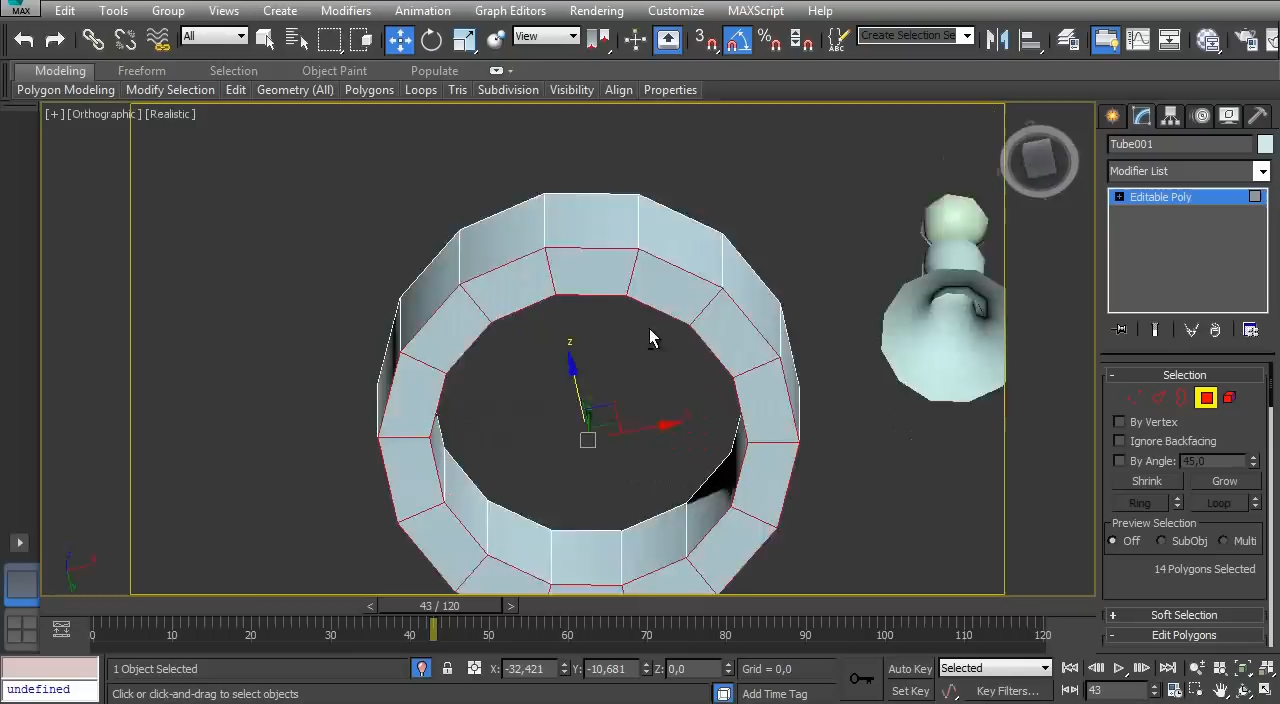 MAX Edit Tools Group Views Create Modifiers Animation Graph Editors Rendering Customize MAXScript Help
All View 3 % ABC Create Selection Se
Modeling Freeform Selection Object Paint Populate
Polygon Modeling Modify Selection Edit Geometry (All) Polygons Loops Tris Subdivision Visibility Align Properties
[+] [Orthographic] [Realistic]
Tube001
Modifier List
Editable Poly
z
Selection
By Vertex
Ignore Backfacing
By Angle: 45,0
Shrink Grow
Ring Loop
Preview Selection
Off SubObj Multi
14 Polygons Selected
Soft Selection
Edit Polygons
< 43 / 120 >
0 10 20 30 40 50 60 70 80 90 100 110 120
1 Object Selected X: -32,421 Y: -10,681 Z: 0,0 Grid = 0,0 Auto Key Selected
undefined Click or click-and-drag to select objects Add Time Tag Set Key Key Filters... 43